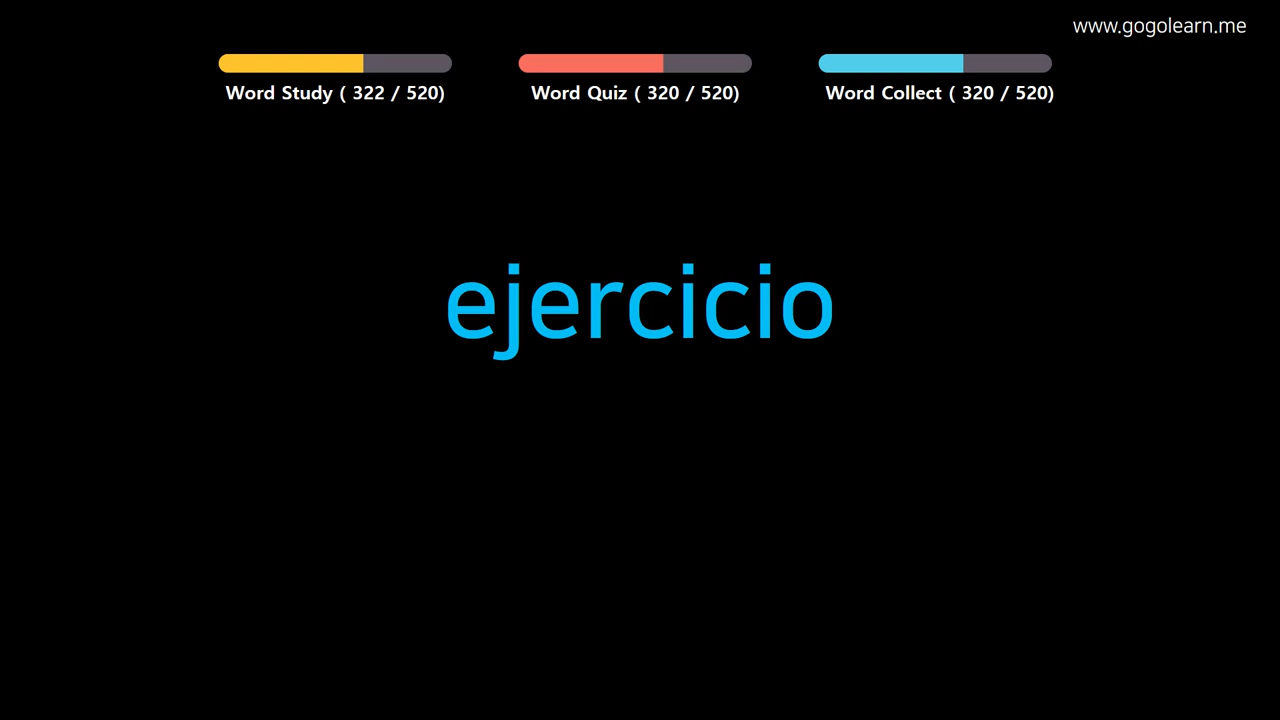 www.gogolearn.me
Word Study ( 322 / 520)
Word Quiz ( 320 / 520)
Word Collect ( 320 / 520)
ejercicio